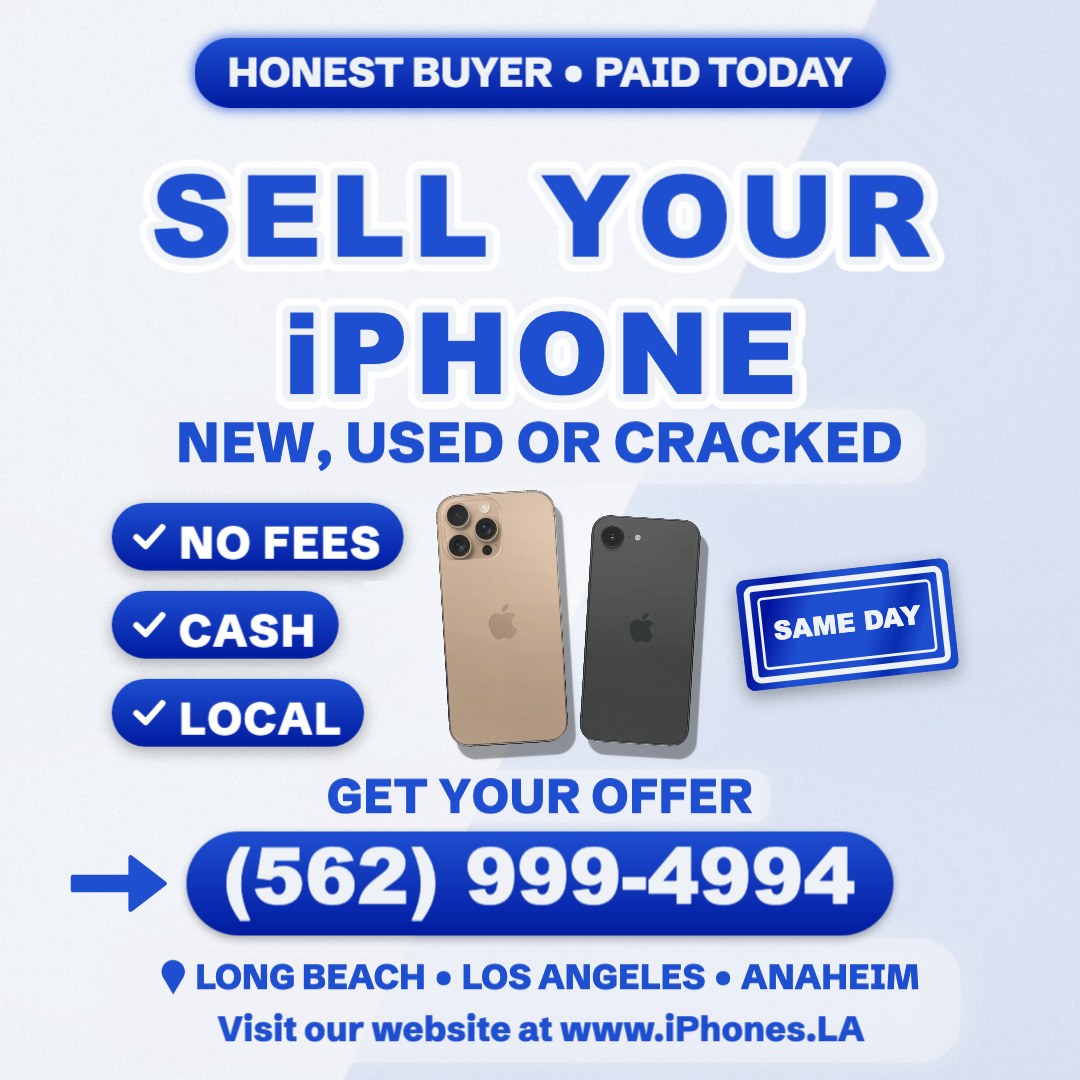 HONEST BUYER • PAID TODAY
SELL YOUR
iPHONE
NEW, USED OR CRACKED
NO FEES
CASH
LOCAL
SAME DAY
GET YOUR OFFER
(562) 999-4994
LONG BEACH • LOS ANGELES • ANAHEIM
Visit our website at www.iPhones.LA